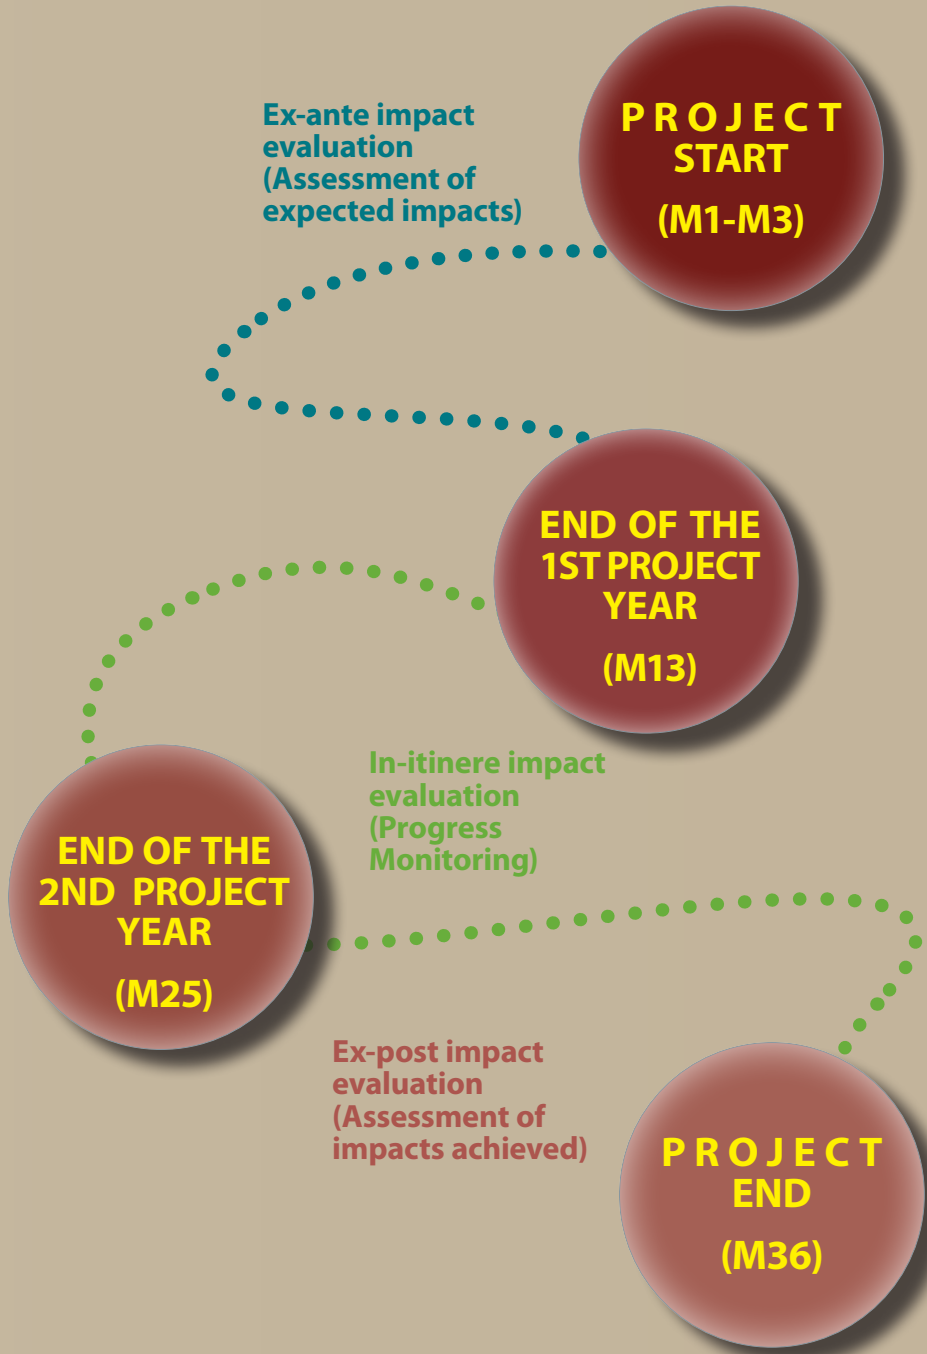 Ex-ante impact
evaluation
(Assessment of
expected impacts)
PROJECT
START
(M1-M3)
END OF THE
1ST PROJECT
YEAR
(M13)
In-itinere impact
evaluation
(Progress
Monitoring)
END OF THE
2ND PROJECT
YEAR
(M25)
Ex-post impact
evaluation
(Assessment of
impacts achieved)
PROJECT
END
(M36)